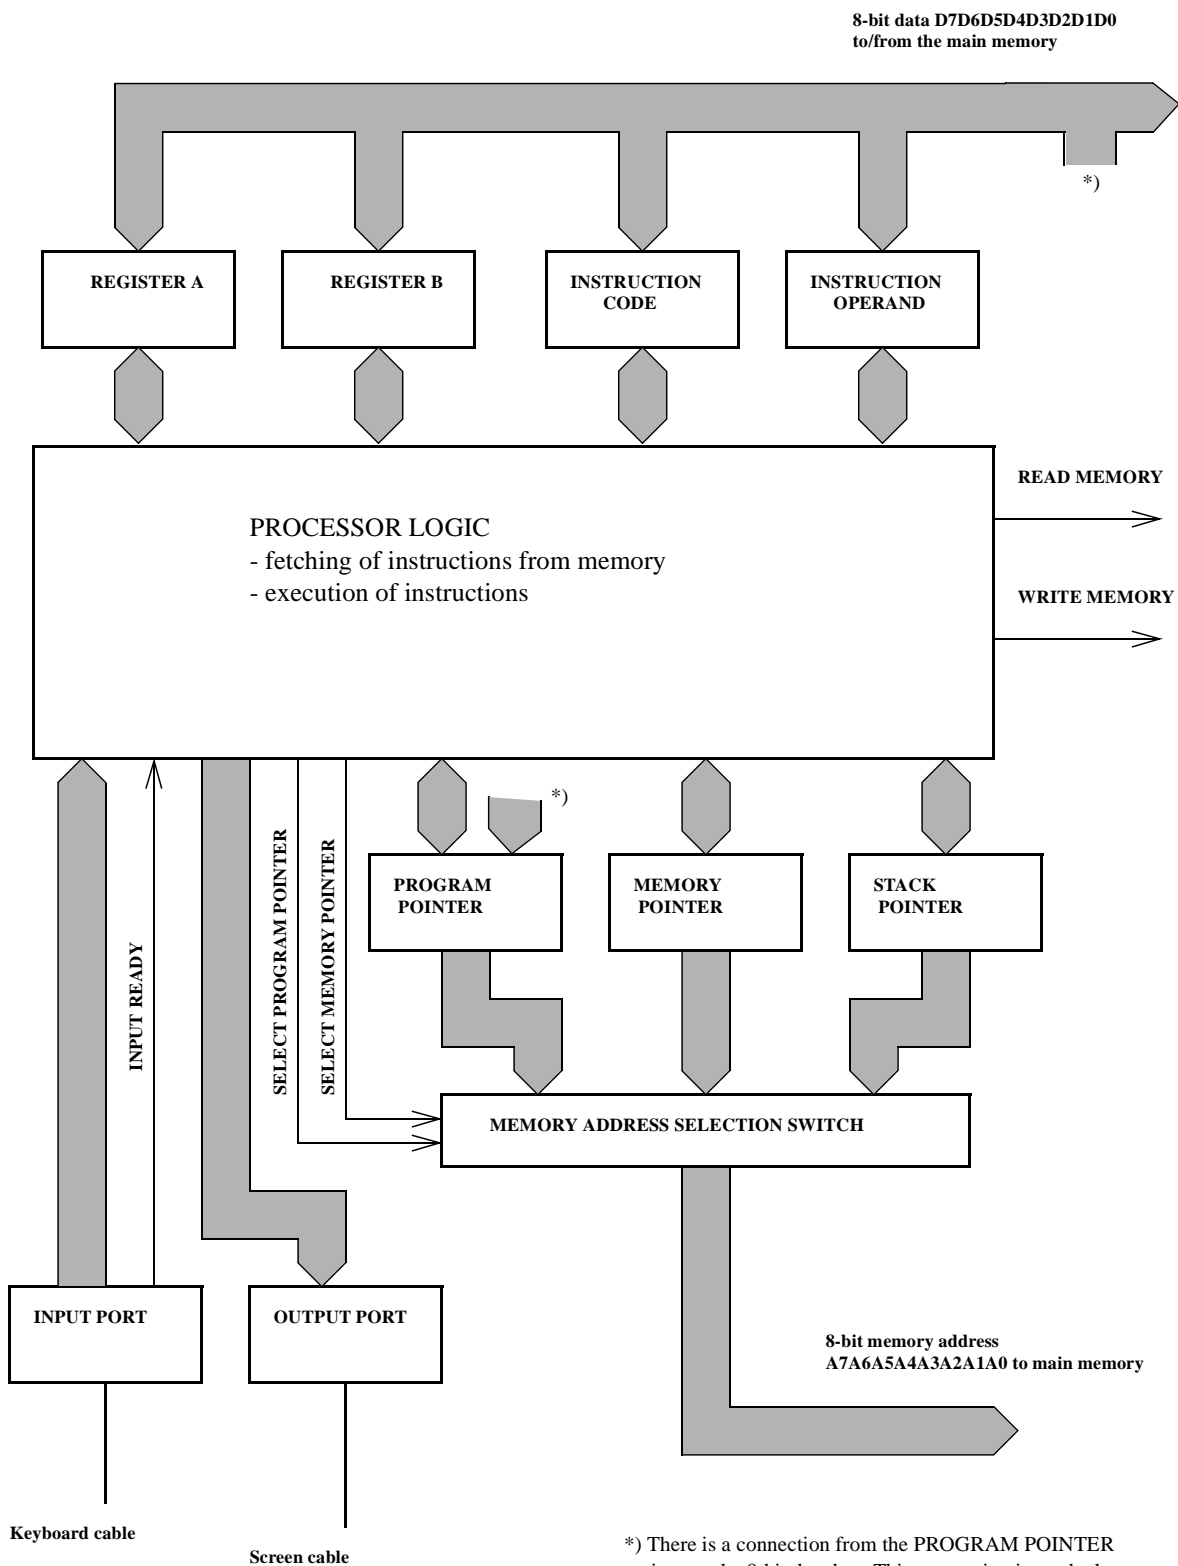 8-bit data D7D6D5D4D3D2D1D0
to/from the main memory
*)
REGISTER A
REGISTER B
INSTRUCTION
CODE
INSTRUCTION
OPERAND
READ MEMORY
PROCESSOR LOGIC
- fetching of instructions from memory
- execution of instructions
WRITE MEMORY
*)
INPUT READY
SELECT PROGRAM POINTER
SELECT MEMORY POINTER
PROGRAM
POINTER
MEMORY
POINTER
STACK
POINTER
MEMORY ADDRESS SELECTION SWITCH
INPUT PORT
OUTPUT PORT
8-bit memory address
A7A6A5A4A3A2A1A0 to main memory
Keyboard cable
Screen cable
*) There is a connection from the PROGRAM POINTER